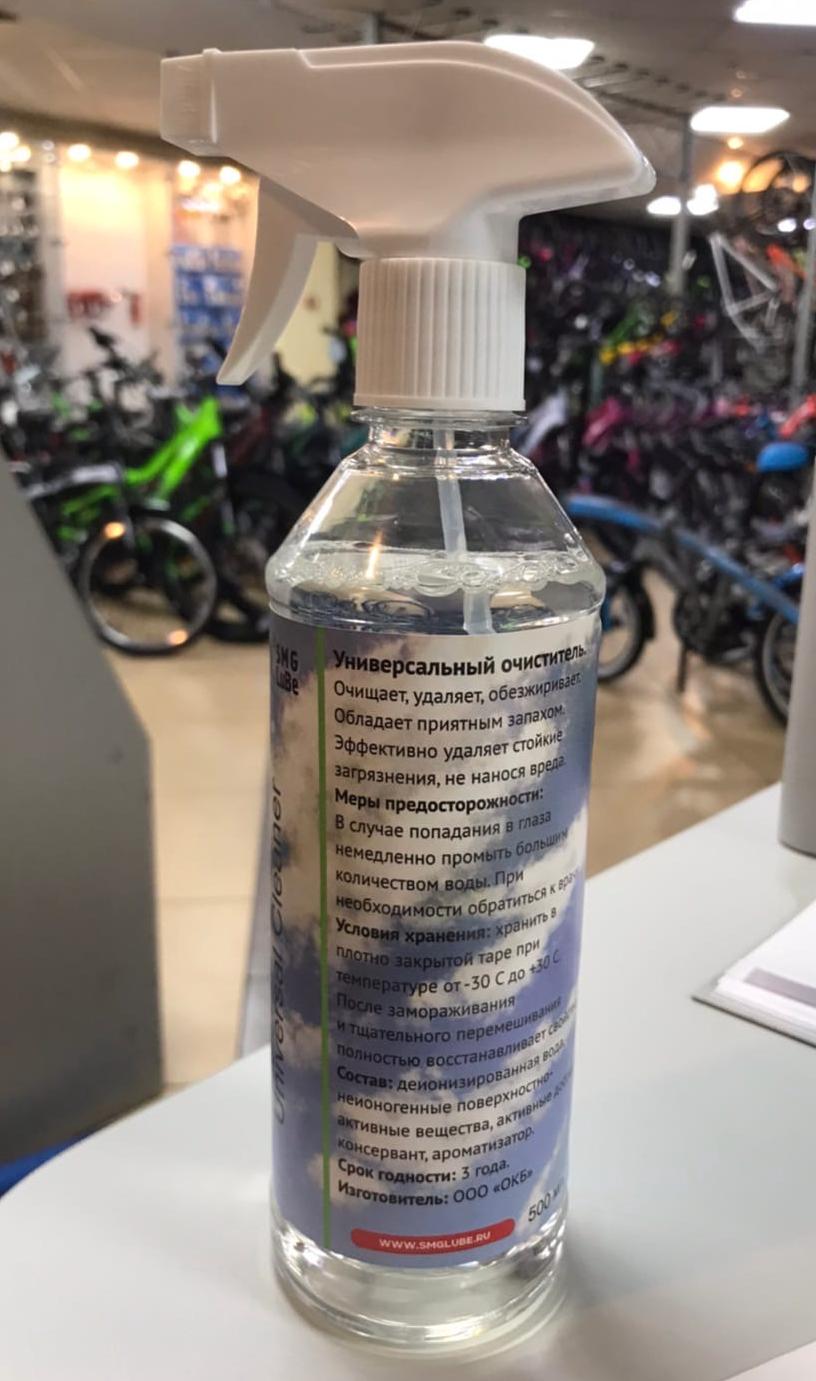 SMG
LuBe
Universal Cleaner
Универсальный очиститель.
Очищает, удаляет, обезжиривает.
Обладает приятным запахом.
Эффективно удаляет стойкие
загрязнения, не нанося вреда.
Меры предосторожности:
В случае попадания в глаза
немедленно промыть большим
количеством воды. При
необходимости обратиться к
Условия хранения: хранить в
плотно закрытой таре при
температуре от -30 С до +30 С.
После замораживания
и тщательного перемешивания
полностью восстанавливает
Состав: деионизированная вода,
неионогенные поверхностно-
активные вещества, активные
консервант, ароматизатор.
Срок годности: 3 года.
Изготовитель: ООО «ОКБ»
500
WWW.SMGLUBE.RU